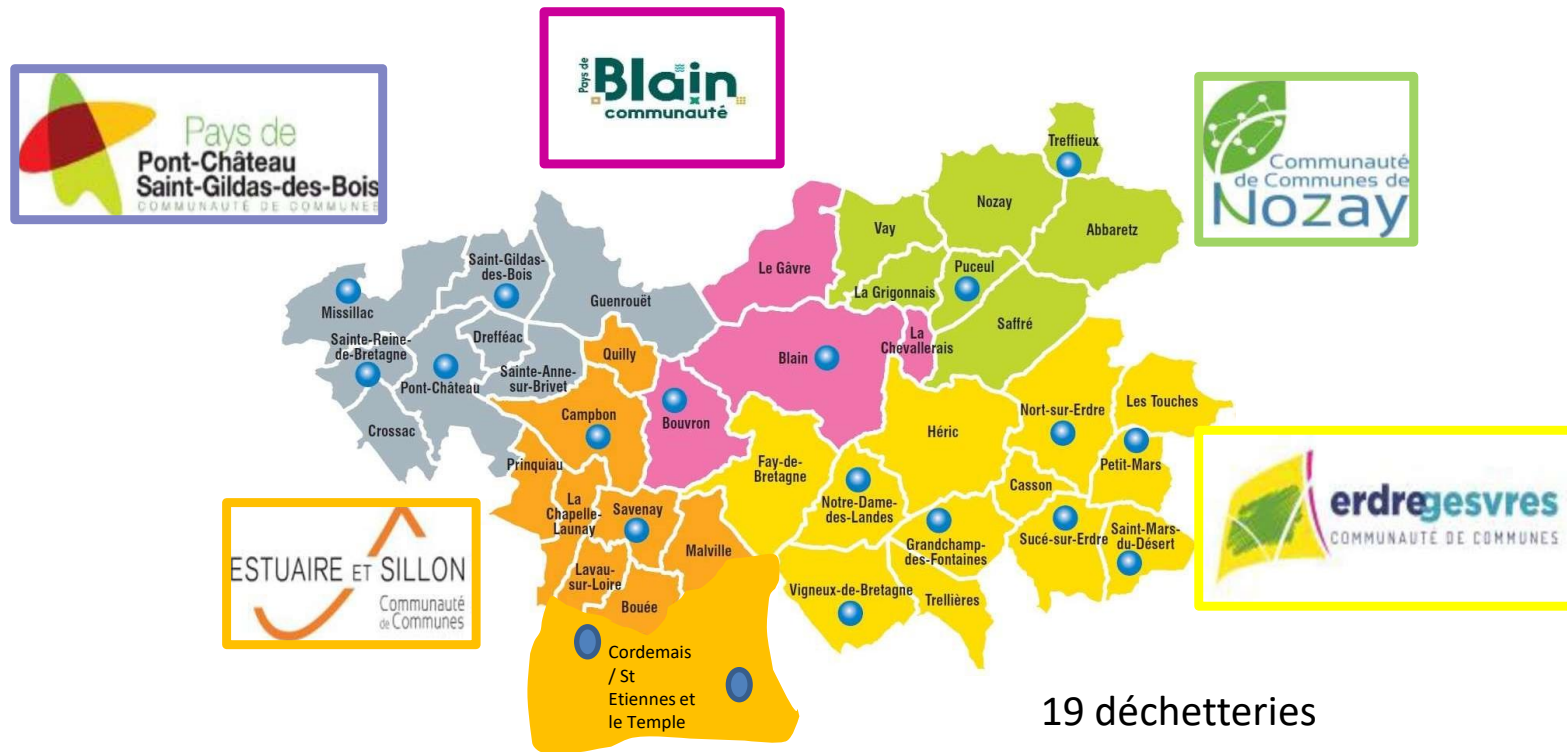 Pays de
Blain
communauté
Pays de
Pont-Château
Saint-Gildas-des-Bois
COMMUNAUTÉ DE COMMUNES
Communauté
de Communes de
Nozay
Treffieux
Nozay
Abbaretz
Vay
Puceul
La Grigonnais
Saffré
Le Gâvre
Blain
La
Chevallerais
Bouvron
Saint-Gildas-
des-Bois
Guenrouët
Missillac
Drefféac
Sainte-Reine-
de-Bretagne
Pont-Château
Sainte-Anne-
sur-Brivet
Crossac
Quilly
Campbon
Prinquiau
La
Chapelle-
Launay
Savenay
Malville
Lavau-
sur-Loire
Bouée
Cordemais
/ St
Etiennes et
le Temple
Fay-de-
Bretagne
Héric
Nort-sur-Erdre
Les Touches
Petit-Mars
Casson
Notre-Dame-
des-Landes
Grandchamp-
des-Fontaines
Sucé-sur-Erdre
Saint-Mars-
du-Désert
Vigneux-de-Bretagne
Treillières
ESTUAIRE ET SILLON
Communauté
de Communes
erdregesvres
COMMUNAUTÉ DE COMMUNES
19 déchetteries